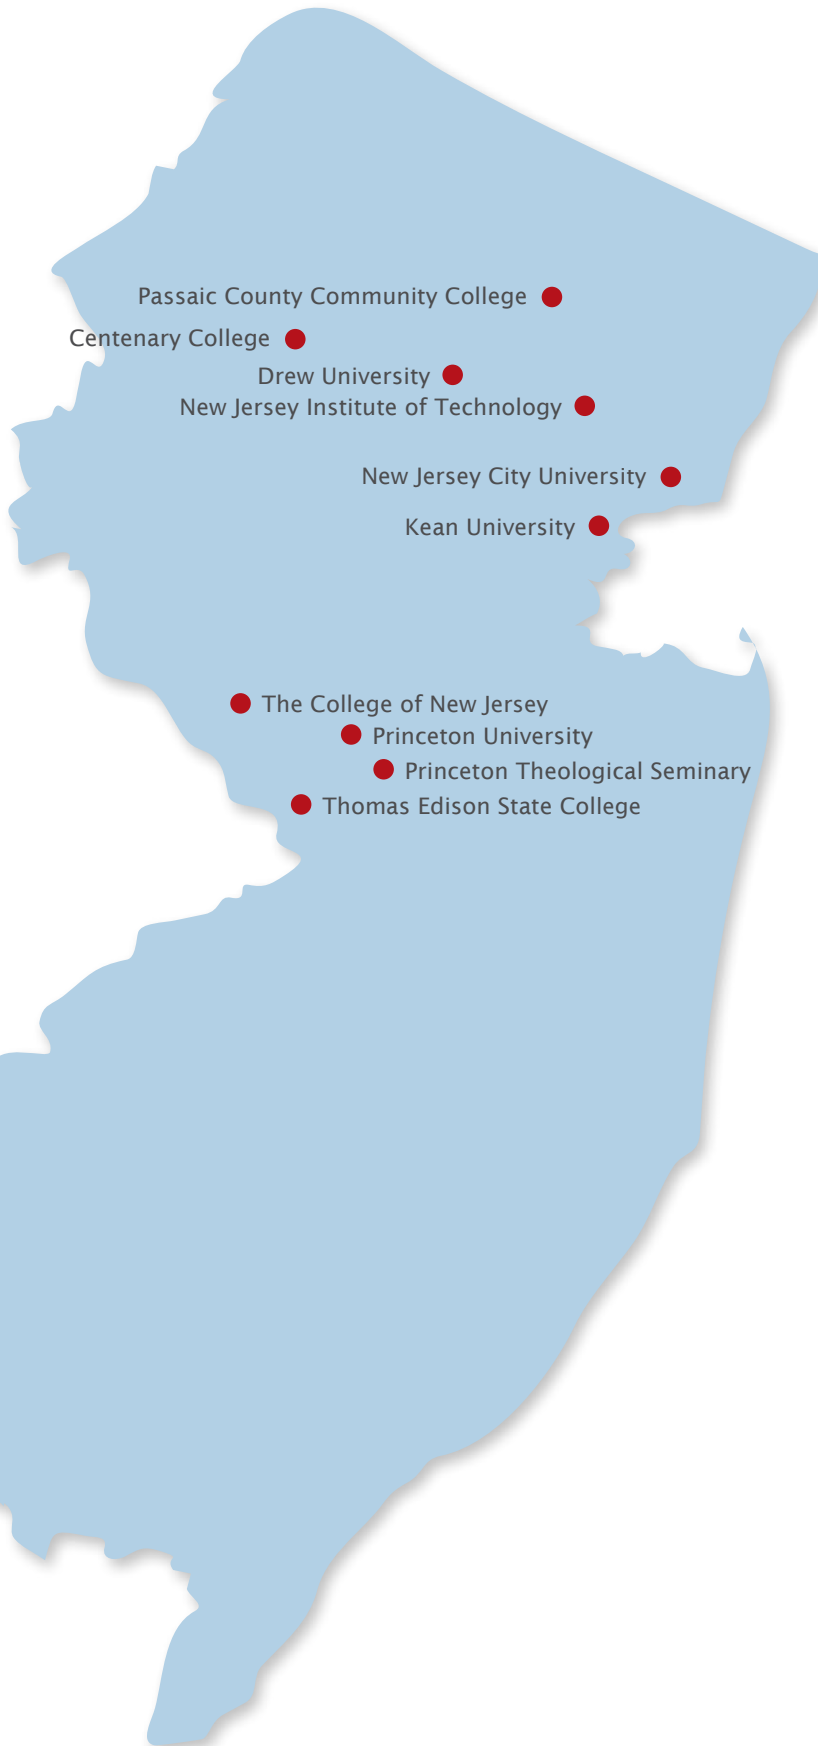 Passaic County Community College
Centenary College
Drew University
New Jersey Institute of Technology
New Jersey City University
Kean University
The College of New Jersey
Princeton University
Princeton Theological Seminary
Thomas Edison State College